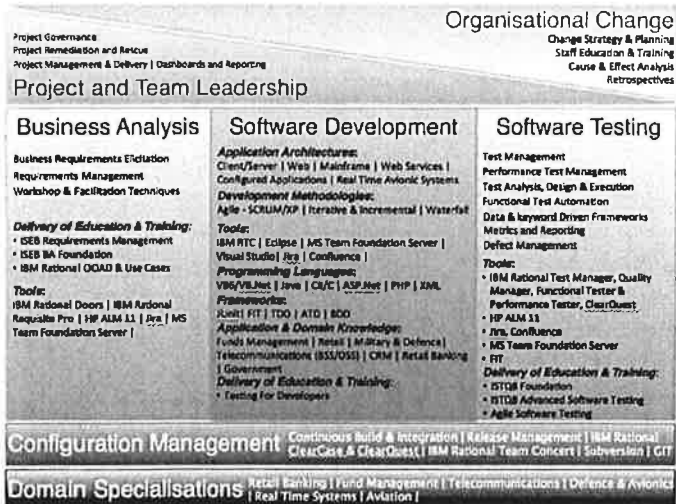 Organisational Change
Change Strategy & Planning
Staff Education & Training
Cause & Effect Analysis
Retrospectives
Project Governance
Project Remediation and Rescue
Project Management & Delivery | Dashboards and Reporting
Project and Team Leadership
Business Analysis
Business Requirements Elicitation
Requirements Management
Workshop & Facilitation Techniques
Delivery of Education & Training:
• ISEB Requirements Management
• ISEB BA Foundation
• IBM Rational OOAD & Use Cases
Tools:
IBM Rational Doors | IBM Rational
Requisite Pro | HP ALM 11 | Jira | MS
Team Foundation Server |
Software Development
Application Architectures:
Client/Server | Web | Mainframe | Web Services |
Configured Applications | Real Time Avionic Systems
Development Methodologies:
Agile - SCRUM/XP | Iterative & Incremental | Waterfall
Tools:
IBM RTC | Eclipse | MS Team Foundation Server |
Visual Studio | Jira | Confluence |
Programming Languages:
VB6/VB.Net | Java | C#/C | ASP.Net | PHP | XML
Frameworks:
JUnit | FIT | TDD | ATD | BDD
Application & Domain Knowledge:
Funds Management | Retail | Military & Defence |
Telecommunications (BSS/OSS) | CRM | Retail Banking
| Government
Delivery of Education & Training:
• Testing For Developers
Software Testing
Test Management
Performance Test Management
Test Analysis, Design & Execution
Functional Test Automation
Data & keyword Driven Frameworks
Metrics and Reporting
Defect Management
Tools:
• IBM Rational Test Manager, Quality
Manager, Functional Tester &
Performance Tester, ClearQuest
• HP ALM 11
• Jira, Confluence
• MS Team Foundation Server
• FIT
Delivery of Education & Training:
• ISTQB Foundation
• ISTQB Advanced Software Testing
• Agile Software Testing
Configuration Management
Continuous Build & Integration | Release Management | IBM Rational
ClearCase & ClearQuest | IBM Rational Team Concert | Subversion | GIT
Domain Specialisations
Retail Banking | Fund Management | Telecommunications | Defence & Avionics
| Real Time Systems | Aviation |